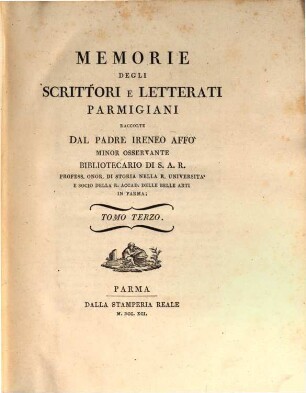 MEMORIE
DEGLI
SCRITTORI E LETTERATI
PARMIGIANI
RACCOLTE
DAL PADRE IRENEO AFFO'
MINOR OSSERVANTE
BIBLIOTECARIO DI S. A. R.
PROFESS. ONOR. DI STORIA NELLA R. UNIVERSITA'
E SOCIO DELLA R. ACCAD. DELLE BELLE ARTI
IN PARMA;
TOMO TERZO.
PARMA
DALLA STAMPERIA REALE
M. DCC. XCI.